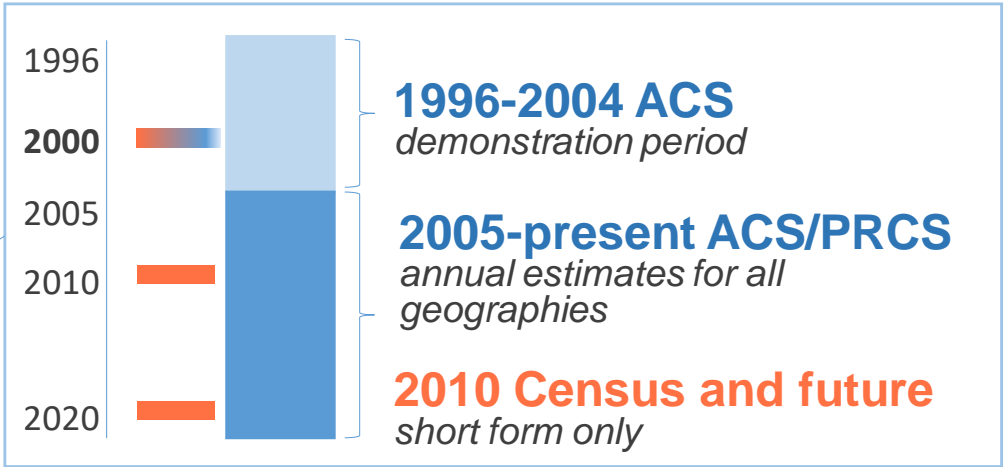 1996
2000
2005
2010
2020
1996-2004 ACS
demonstration period
2005-present ACS/PRCS
annual estimates for all
geographies
2010 Census and future
short form only